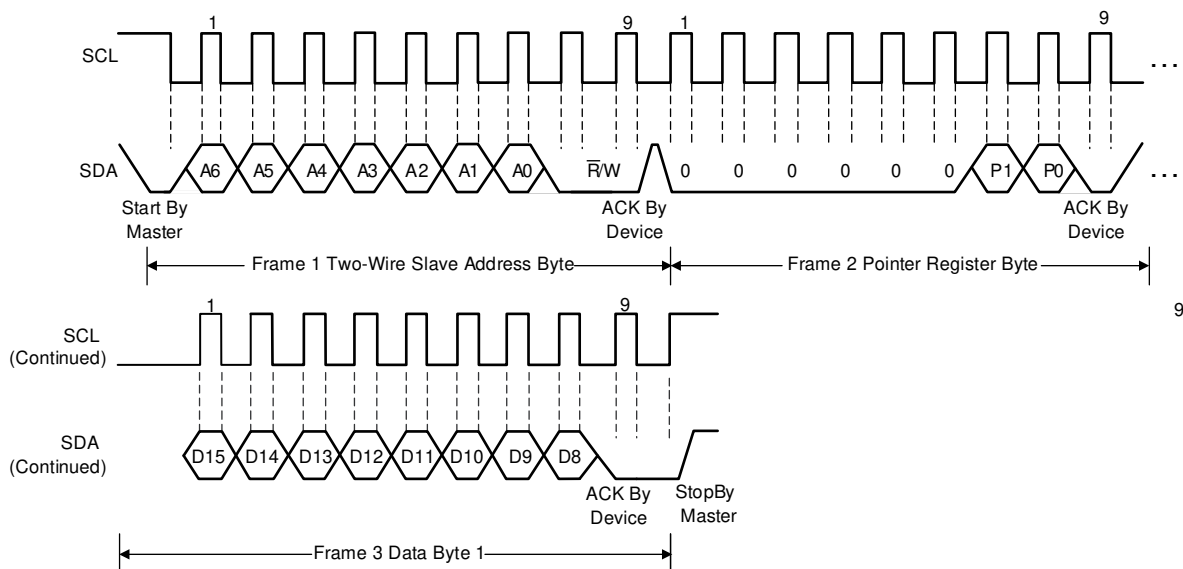 1 9 1 9
SCL ...
SDA A6 A5 A4 A3 A2 A1 A0 R̅/W 0 0 0 0 0 0 P1 P0 ...
Start By
Master
ACK By
Device
ACK By
Device
Frame 1 Two-Wire Slave Address Byte
Frame 2 Pointer Register Byte
1 9 9
SCL
(Continued)
SDA
(Continued)
D15 D14 D13 D12 D11 D10 D9 D8
ACK By
Device
StopBy
Master
Frame 3 Data Byte 1